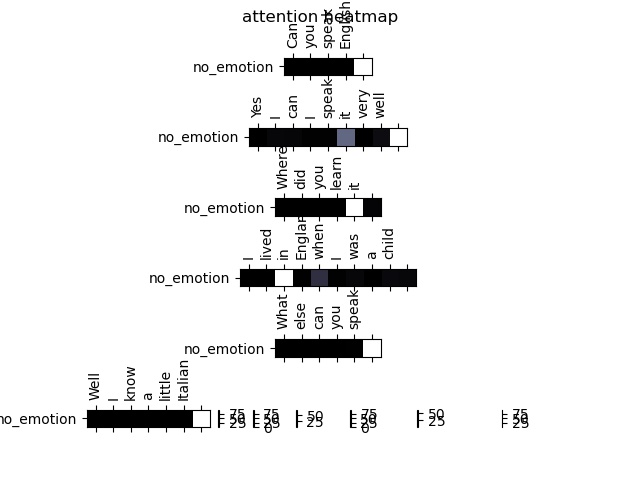 attention heatmap
Can you speak English
no_emotion
Yes I can I speak it very well
no_emotion
Where did you learn it
no_emotion
I lived in England when I was a child
no_emotion
What else can you speak
no_emotion
Well I know a little Italian
no_emotion
75 75 50 75 50 75
50 50 25 50 25 50
25 25 25 25
0 0